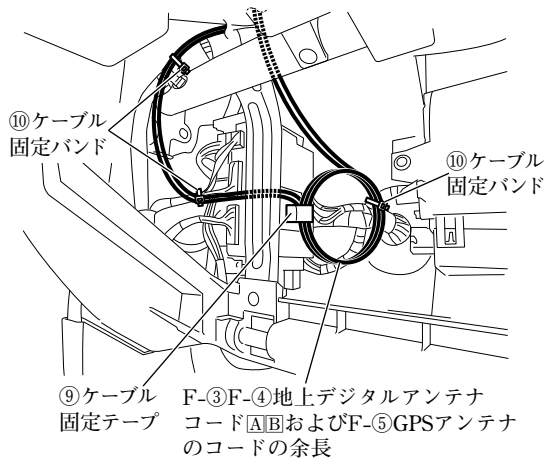 ⑩ケーブル
固定バンド
⑩ケーブル
固定バンド
⑨ケーブル
固定テープ
F-③F-④地上デジタルアンテナ
コード🄰🄱およびF-⑤GPSアンテナ
のコードの余長